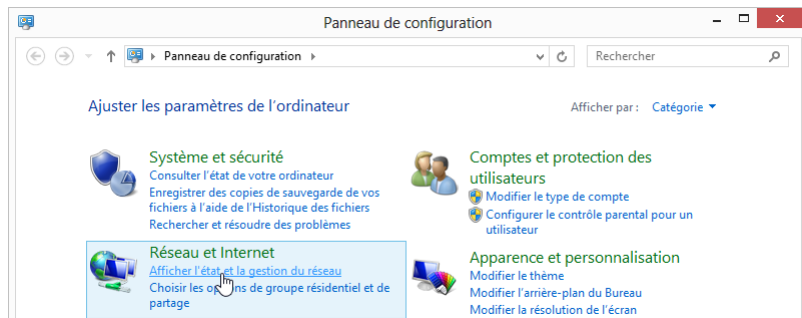 Panneau de configuration
Panneau de configuration
Rechercher
Ajuster les paramètres de l'ordinateur
Afficher par : Catégorie
Système et sécurité
Consulter l'état de votre ordinateur
Enregistrer des copies de sauvegarde de vos
fichiers à l'aide de l'Historique des fichiers
Rechercher et résoudre des problèmes
Réseau et Internet
Afficher l'état et la gestion du réseau
Choisir les de groupe résidentiel et de
partage
Comptes et protection des
utilisateurs
Modifier le type de compte
Configurer le contrôle parental pour un
utilisateur
Apparence et personnalisation
Modifier le thème
Modifier l'arrière-plan du Bureau
Modifier la résolution de l'écran